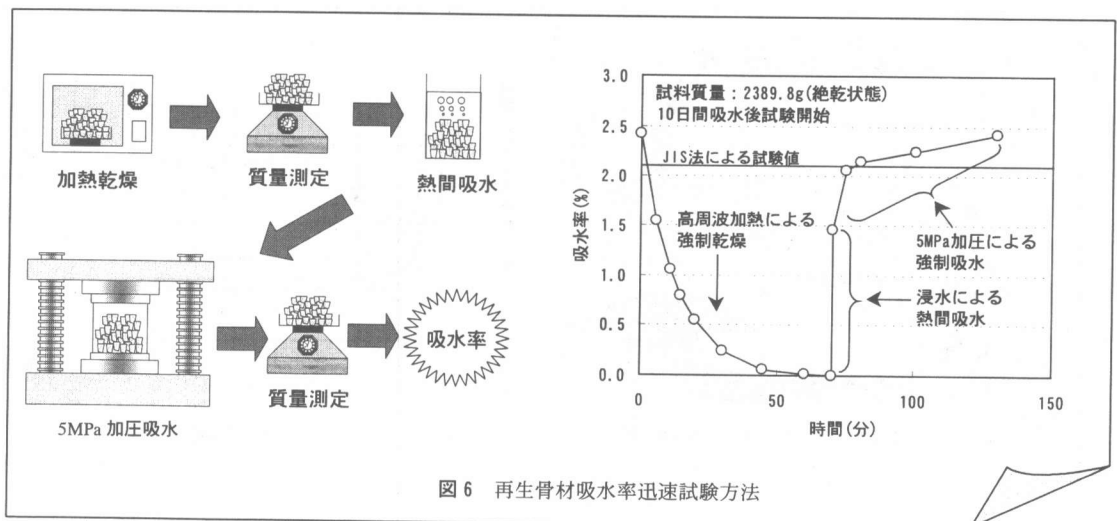 加熱乾燥
質量測定
熱間吸水
5MPa 加圧吸水
質量測定
吸水率
3.0
2.5
2.0
1.5
1.0
0.5
0.0
吸水率(%)
試料質量：2389.8g(絶乾状態)
10日間吸水後試験開始
JIS法による試験値
高周波加熱による
強制乾燥
5MPa加圧による
強制吸水
浸水による
熱間吸水
0
50
100
150
時間(分)
図6 再生骨材吸水率迅速試験方法